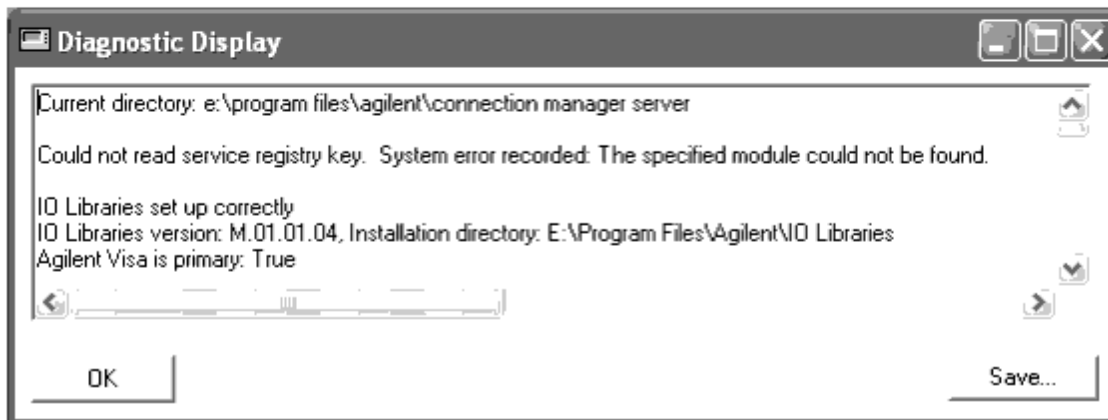 Diagnostic Display
Current directory: e:\program files\agilent\connection manager server
Could not read service registry key.  System error recorded: The specified module could not be found.
IO Libraries set up correctly
IO Libraries version: M.01.01.04, Installation directory: E:\Program Files\Agilent\IO Libraries
Agilent Visa is primary: True
OK
Save...